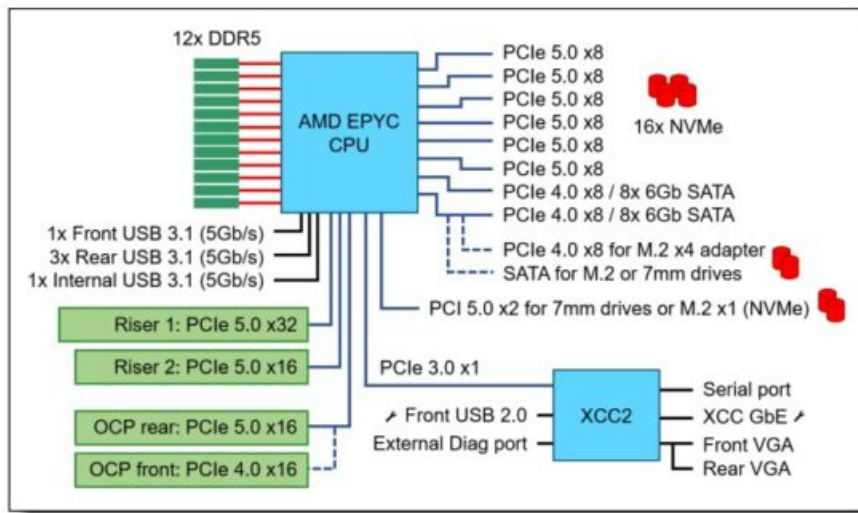 12x DDR5
AMD EPYC
CPU
PCIe 5.0 x8
PCIe 5.0 x8
PCIe 5.0 x8
PCIe 5.0 x8
PCIe 5.0 x8
PCIe 5.0 x8
PCIe 4.0 x8 / 8x 6Gb SATA
PCIe 4.0 x8 / 8x 6Gb SATA
16x NVMe
PCIe 4.0 x8 for M.2 x4 adapter
SATA for M.2 or 7mm drives
PCI 5.0 x2 for 7mm drives or M.2 x1 (NVMe)
1x Front USB 3.1 (5Gb/s)
3x Rear USB 3.1 (5Gb/s)
1x Internal USB 3.1 (5Gb/s)
Riser 1: PCIe 5.0 x32
Riser 2: PCIe 5.0 x16
OCP rear: PCIe 5.0 x16
OCP front: PCIe 4.0 x16
PCIe 3.0 x1
Front USB 2.0
External Diag port
XCC2
Serial port
XCC GbE
Front VGA
Rear VGA